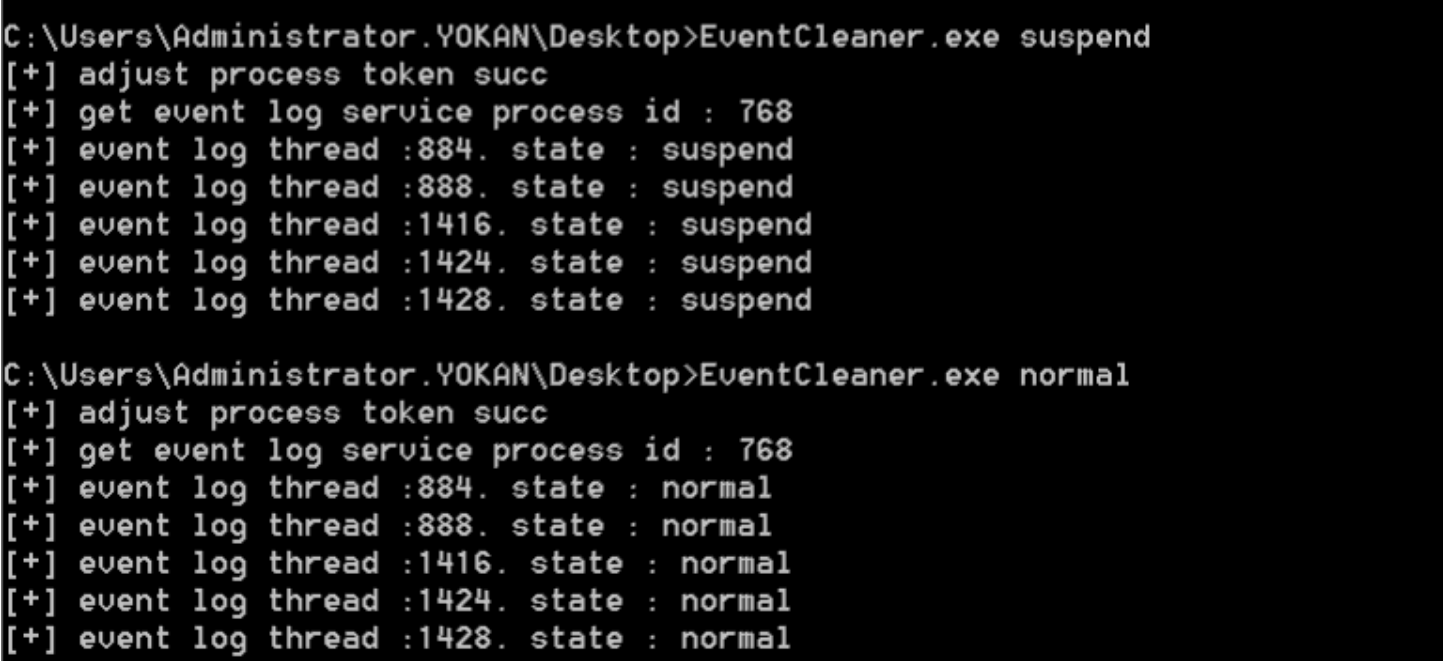 C:\Users\Administrator.YOKAN\Desktop>EventCleaner.exe suspend
[+] adjust process token succ
[+] get event log service process id : 768
[+] event log thread :884. state : suspend
[+] event log thread :888. state : suspend
[+] event log thread :1416. state : suspend
[+] event log thread :1424. state : suspend
[+] event log thread :1428. state : suspend
C:\Users\Administrator.YOKAN\Desktop>EventCleaner.exe normal
[+] adjust process token succ
[+] get event log service process id : 768
[+] event log thread :884. state : normal
[+] event log thread :888. state : normal
[+] event log thread :1416. state : normal
[+] event log thread :1424. state : normal
[+] event log thread :1428. state : normal